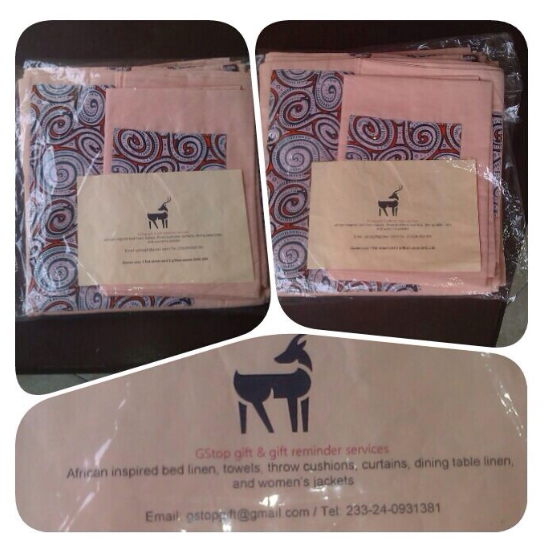 GStop gift & gift reminder services
African inspired bed linen, towels, throw cushions, curtains, dining table linen,
and women's jackets
Email: gstopgift@gmail.com / Tel: 233-24-0931381